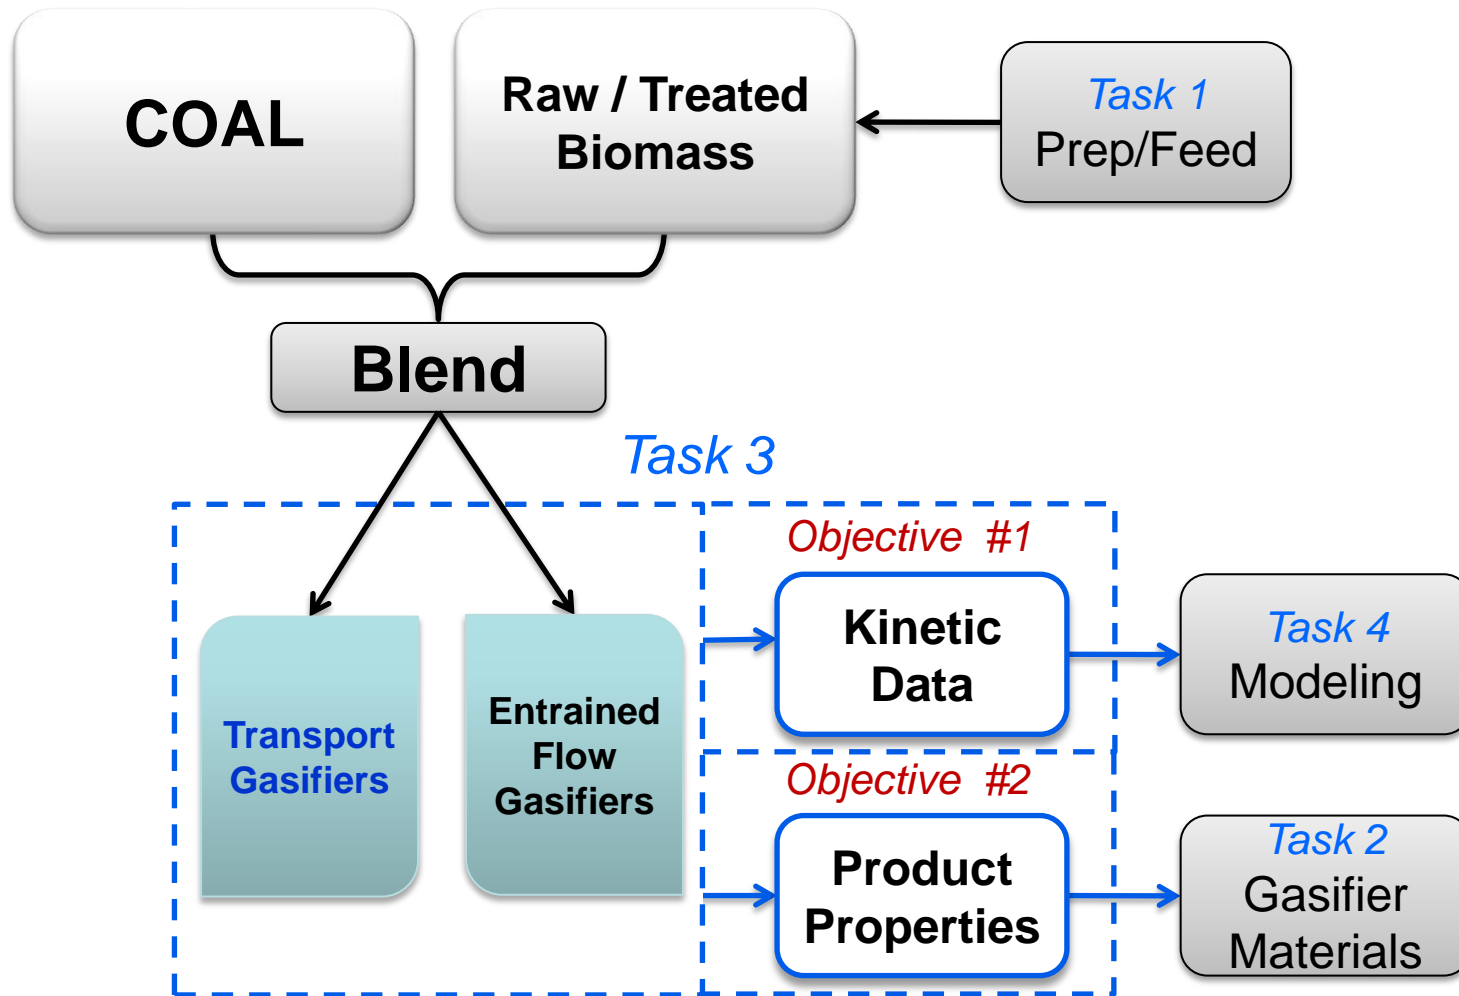 COAL
Raw / Treated
Biomass
Task 1
Prep/Feed
Blend
Task 3
Transport
Gasifiers
Entrained
Flow
Gasifiers
Objective #1
Kinetic
Data
Task 4
Modeling
Objective #2
Product
Properties
Task 2
Gasifier
Materials